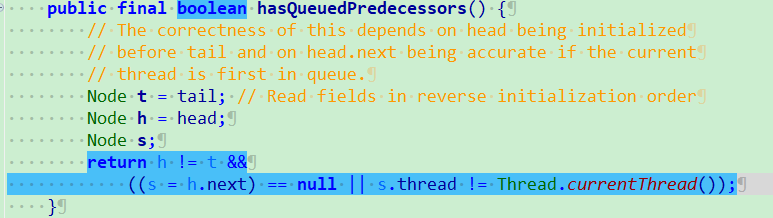 public final boolean hasQueuedPredecessors() {
// The correctness of this depends on head being initialized
// before tail and on head.next being accurate if the current
// thread is first in queue.
Node t = tail; // Read fields in reverse initialization order
Node h = head;
Node s;
return h != t &&
((s = h.next) == null || s.thread != Thread.currentThread());
}